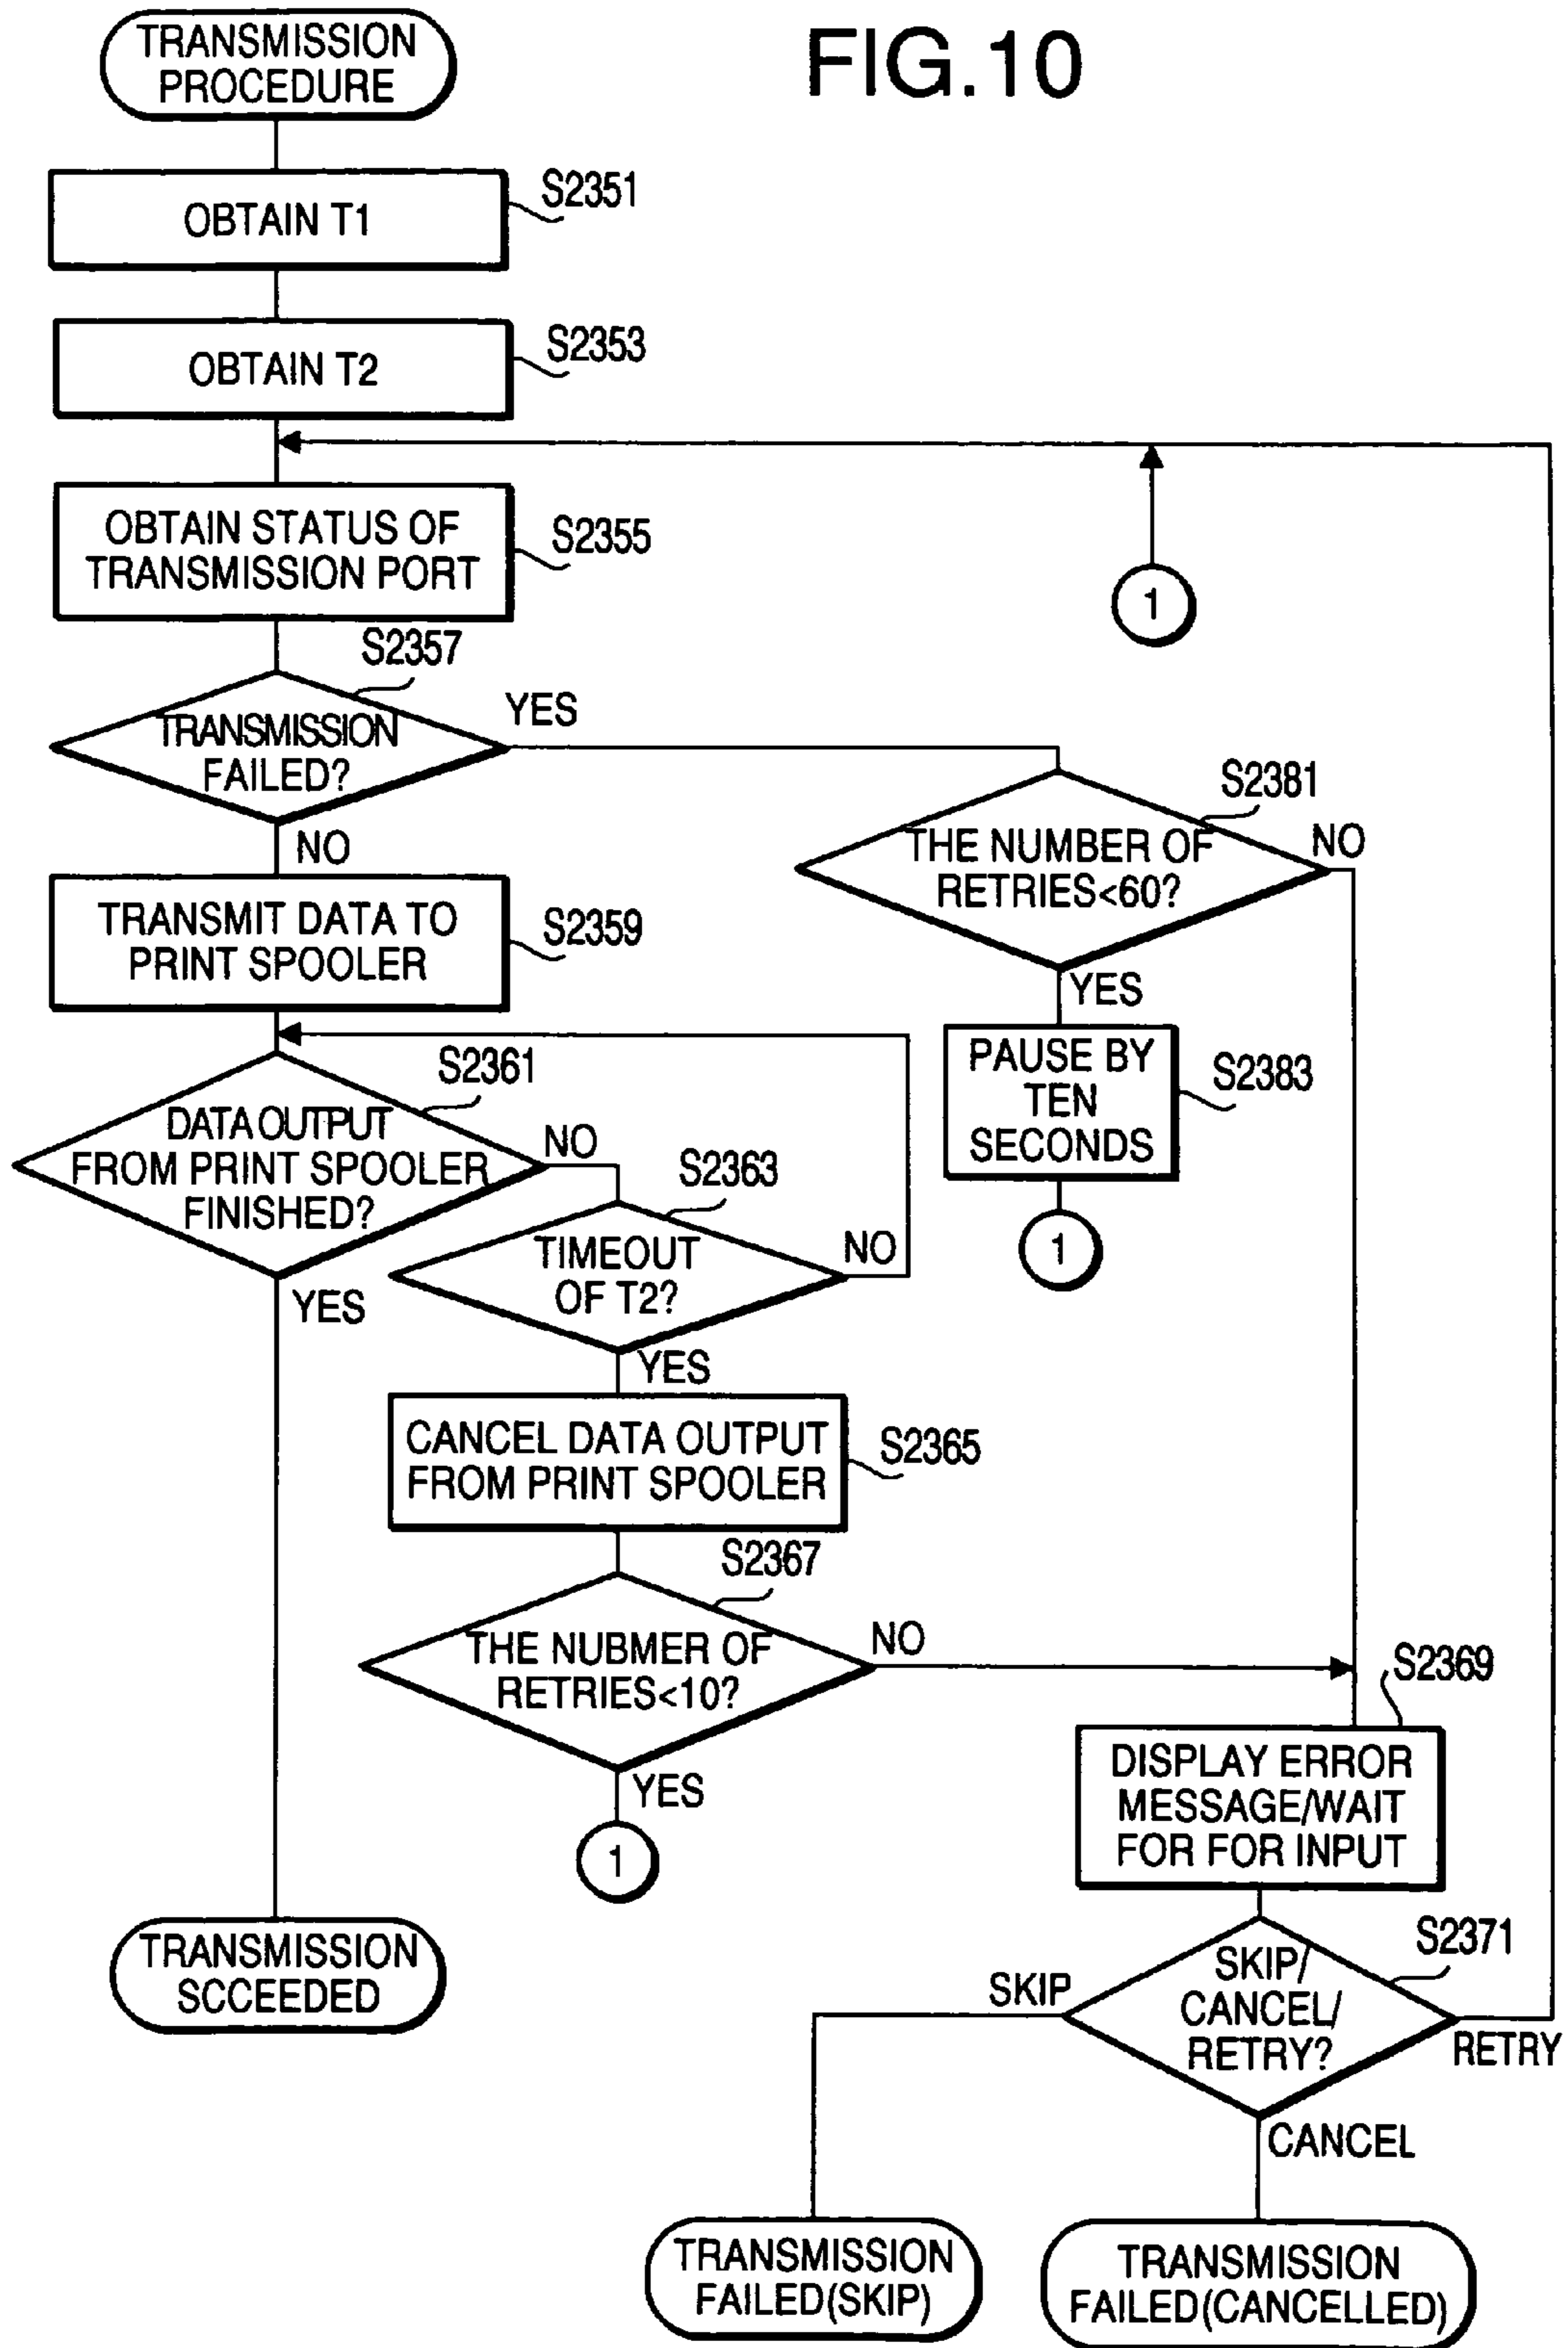 FIG.10
TRANSMISSION
PROCEDURE
OBTAIN T1
S2351
OBTAIN T2
S2353
OBTAIN STATUS OF
TRANSMISSION PORT
S2355
1
S2357
TRANSMISSION
FAILED?
YES
NO
S2381
THE NUMBER OF
RETRIES<60?
NO
YES
TRANSMIT DATA TO
PRINT SPOOLER
S2359
PAUSE BY
TEN
SECONDS
S2383
1
S2361
DATA OUTPUT
FROM PRINT SPOOLER
FINISHED?
NO
YES
S2363
TIMEOUT
OF T2?
NO
YES
CANCEL DATA OUTPUT
FROM PRINT SPOOLER
S2365
S2367
THE NUBMER OF
RETRIES<10?
NO
YES
1
S2369
DISPLAY ERROR
MESSAGE/WAIT
FOR FOR INPUT
TRANSMISSION
SCCEEDED
S2371
SKIP/
CANCEL/
RETRY?
SKIP
RETRY
CANCEL
TRANSMISSION
FAILED(SKIP)
TRANSMISSION
FAILED(CANCELLED)